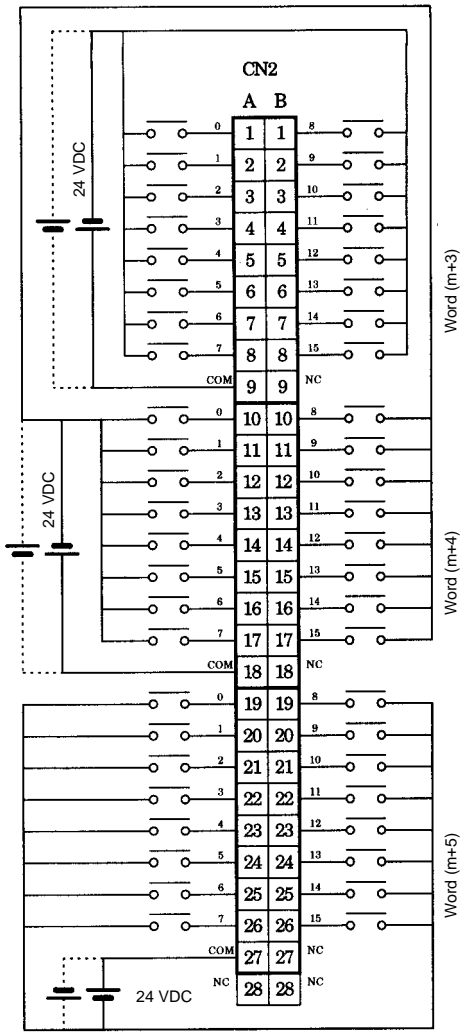 CN2
A B
0 1 1 8
1 2 2 9
2 3 3 10
3 4 4 11
4 5 5 12
5 6 6 13
6 7 7 14
7 8 8 15
COM 9 9 NC
24 VDC
Word (m+3)
0 10 10 8
1 11 11 9
2 12 12 10
3 13 13 11
4 14 14 12
5 15 15 13
6 16 16 14
7 17 17 15
COM 18 18 NC
24 VDC
Word (m+4)
0 19 19 8
1 20 20 9
2 21 21 10
3 22 22 11
4 23 23 12
5 24 24 13
6 25 25 14
7 26 26 15
COM 27 27 NC
NC 28 28 NC
24 VDC
Word (m+5)